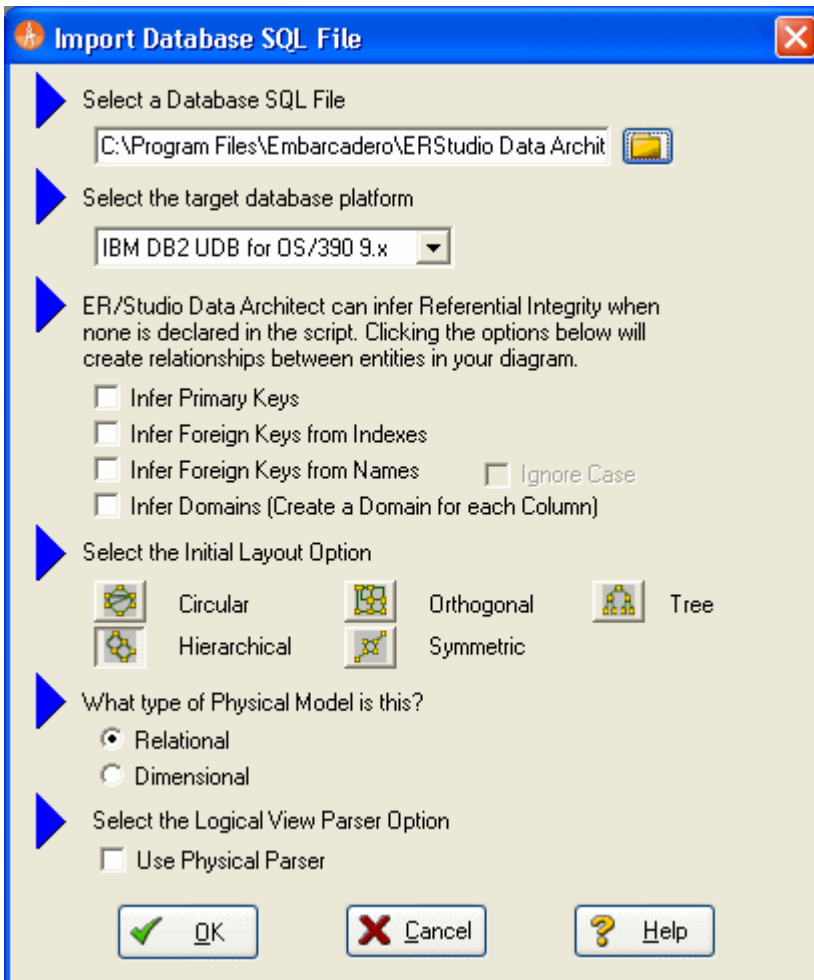 Import Database SQL File
Select a Database SQL File
C:\Program Files\Embarcadero\ERStudio Data Archit
Select the target database platform
IBM DB2 UDB for OS/390 9.x
ER/Studio Data Architect can infer Referential Integrity when
none is declared in the script. Clicking the options below will
create relationships between entities in your diagram.
Infer Primary Keys
Infer Foreign Keys from Indexes
Infer Foreign Keys from Names Ignore Case
Infer Domains (Create a Domain for each Column)
Select the Initial Layout Option
Circular Orthogonal Tree
Hierarchical Symmetric
What type of Physical Model is this?
Relational
Dimensional
Select the Logical View Parser Option
Use Physical Parser
OK Cancel Help